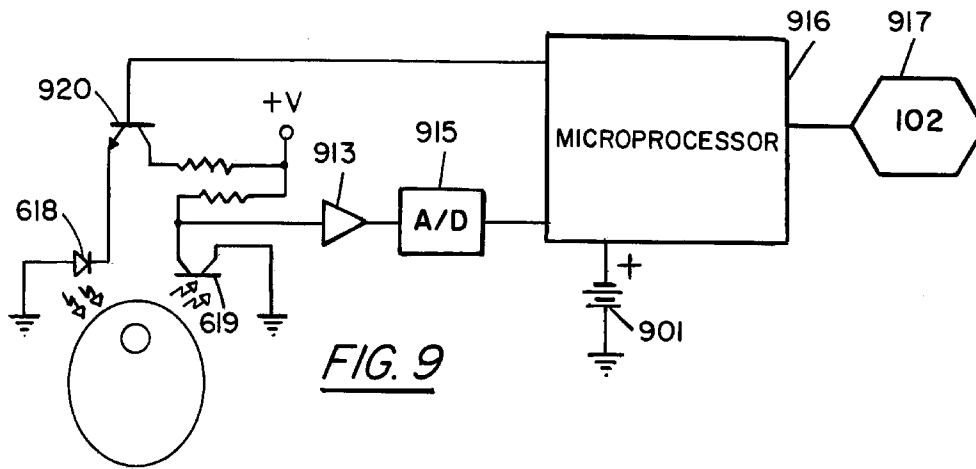 916
917
920
+V
913
915
MICROPROCESSOR
102
618
A/D
619
+
901
FIG. 9